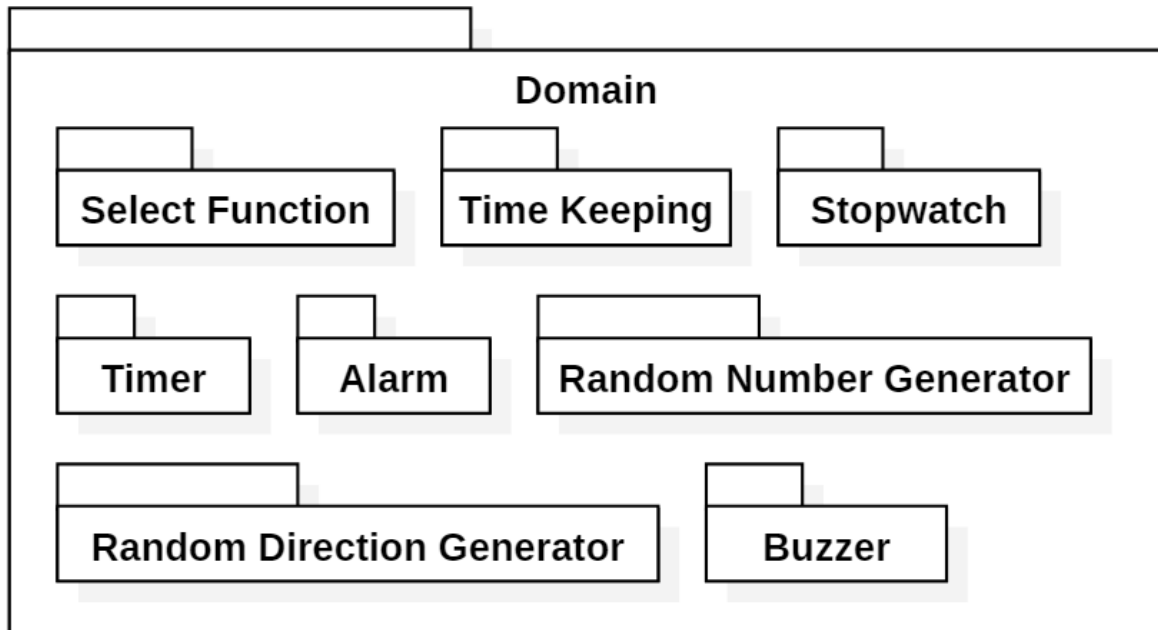 Domain
Select Function
Time Keeping
Stopwatch
Timer
Alarm
Random Number Generator
Random Direction Generator
Buzzer